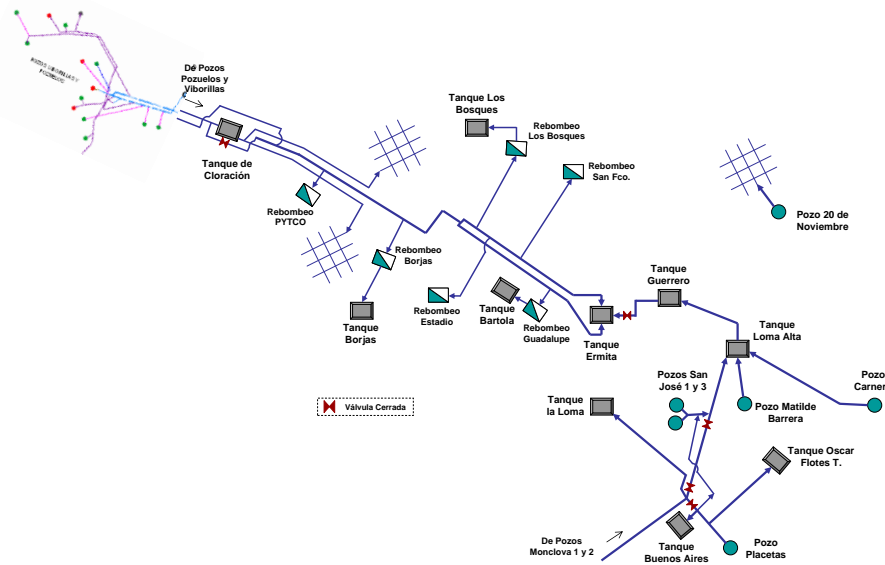 De Pozos
Pozuelos y
Viborillas
Tanque de
Cloración
Tanque Los
Bosques
Rebombeo
Los Bosques
Rebombeo
San Fco.
Rebombeo
PYTCO
Rebombeo
Borjas
Tanque
Borjas
Rebombeo
Estadio
Tanque
Bartola
Rebombeo
Guadalupe
Tanque
Ermita
Tanque
Guerrero
Tanque
Loma Alta
Pozo 20 de
Noviembre
Pozos San
José 1 y 3
Pozo Matilde
Barrera
Pozo
Carner
Tanque
la Loma
Válvula Cerrada
Tanque Oscar
Flotes T.
De Pozos
Monclova 1 y 2
Tanque
Buenos Aires
Pozo
Placetas